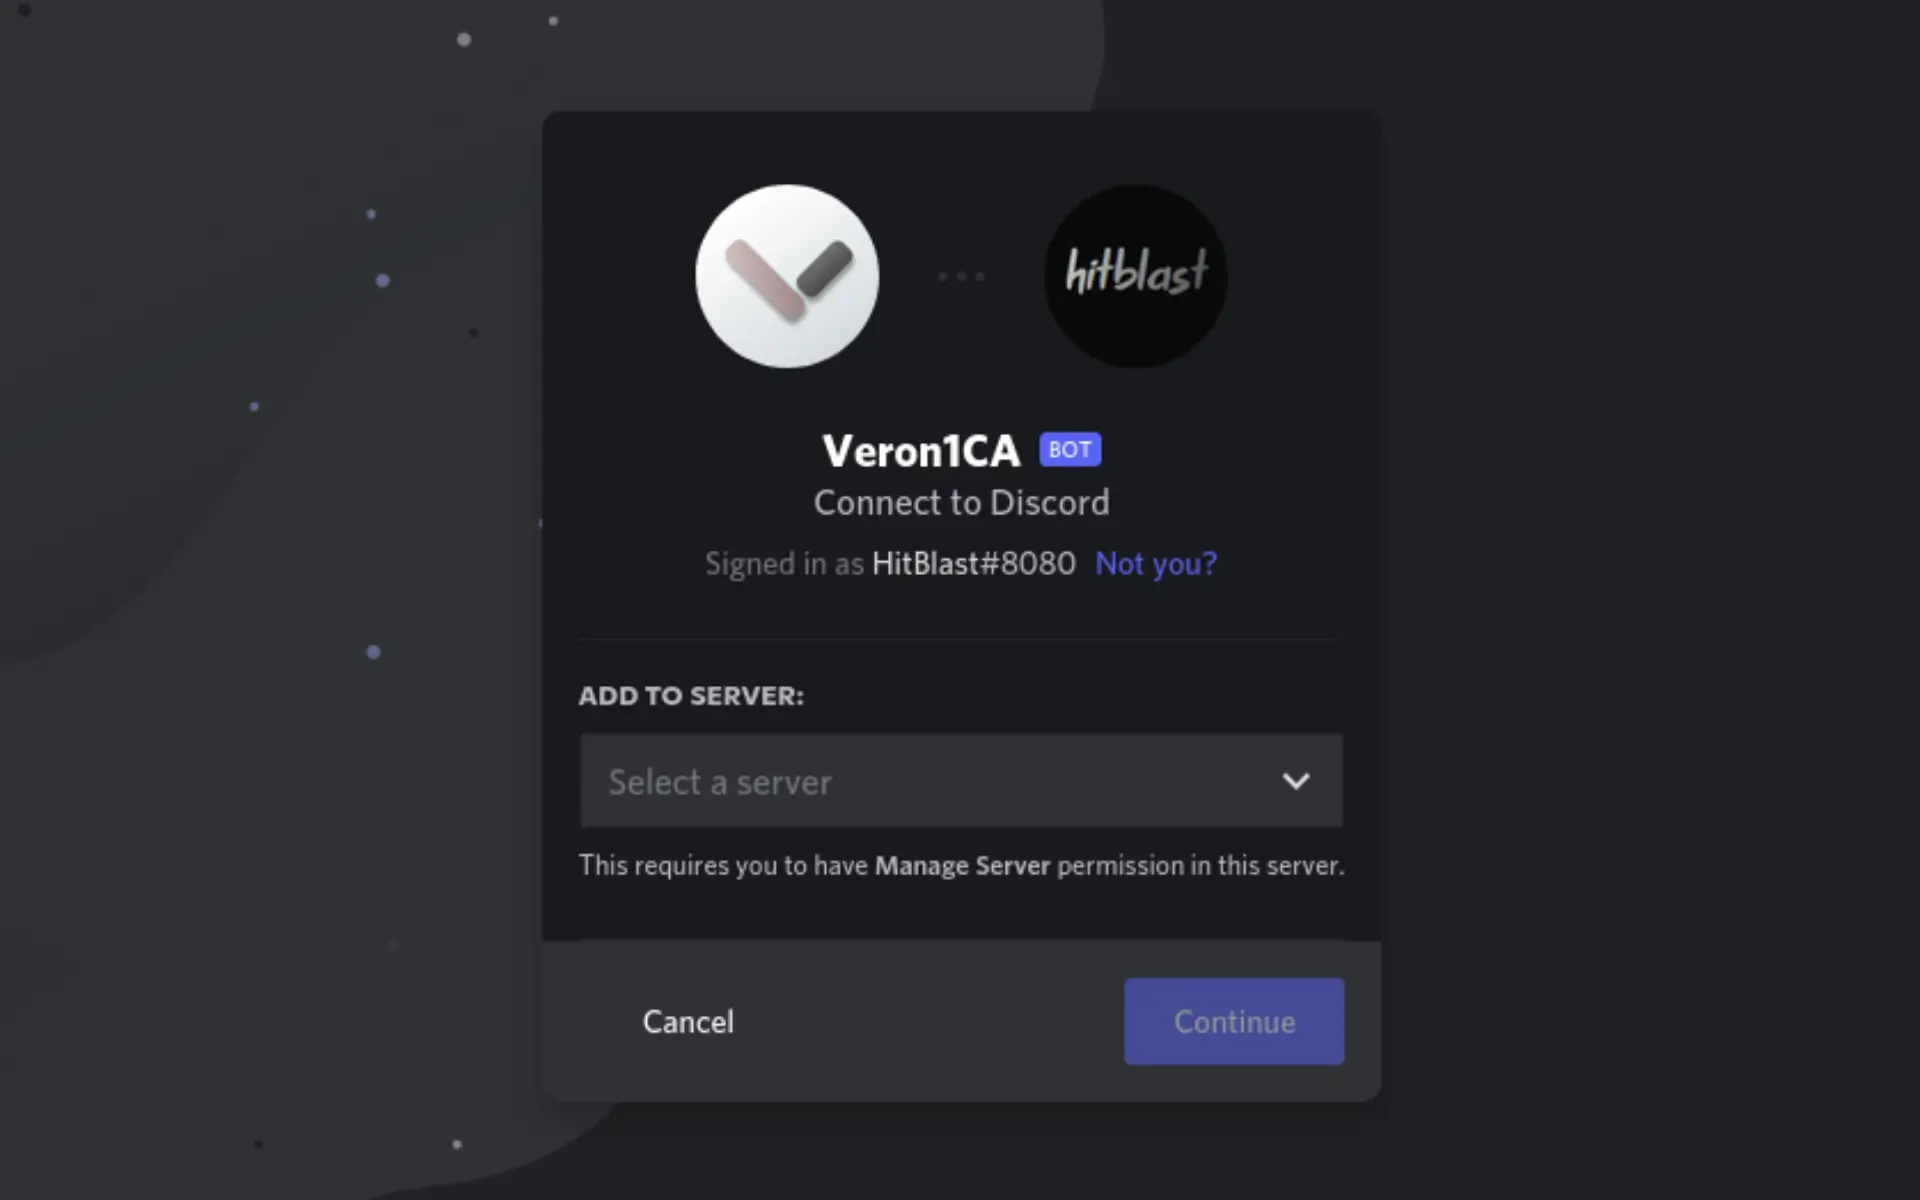 hitblast
Veron1CA BOT
Connect to Discord
Signed in as HitBlast#8080 Not you?
ADD TO SERVER:
Select a server
This requires you to have Manage Server permission in this server.
Cancel
Continue